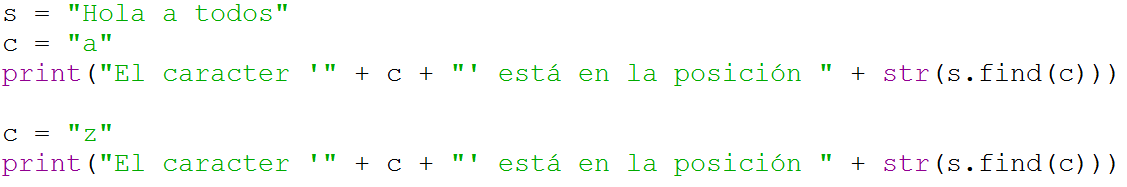 s = "Hola a todos"
c = "a"
print("El caracter '" + c + "' está en la posición " + str(s.find(c)))
c = "z"
print("El caracter '" + c + "' está en la posición " + str(s.find(c)))